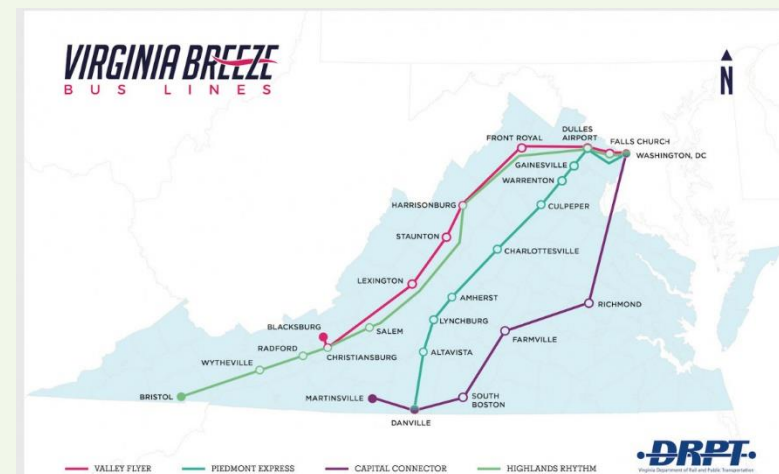 VIRGINIA BREEZE
BUS LINES
N
FRONT ROYAL
DULLES
AIRPORT
FALLS CHURCH
WASHINGTON, DC
GAINESVILLE
WARRENTON
HARRISONBURG
CULPEPER
STAUNTON
CHARLOTTESVILLE
LEXINGTON
AMHERST
RICHMOND
BLACKSBURG
SALEM
LYNCHBURG
FARMVILLE
RADFORD
CHRISTIANSBURG
ALTAVISTA
WYTHEVILLE
BRISTOL
MARTINSVILLE
SOUTH
BOSTON
DANVILLE
VALLEY FLYER
PIEDMONT EXPRESS
CAPITAL CONNECTOR
HIGHLANDS RHYTHM
DRPT
Virginia Department of Rail and Public Transportation